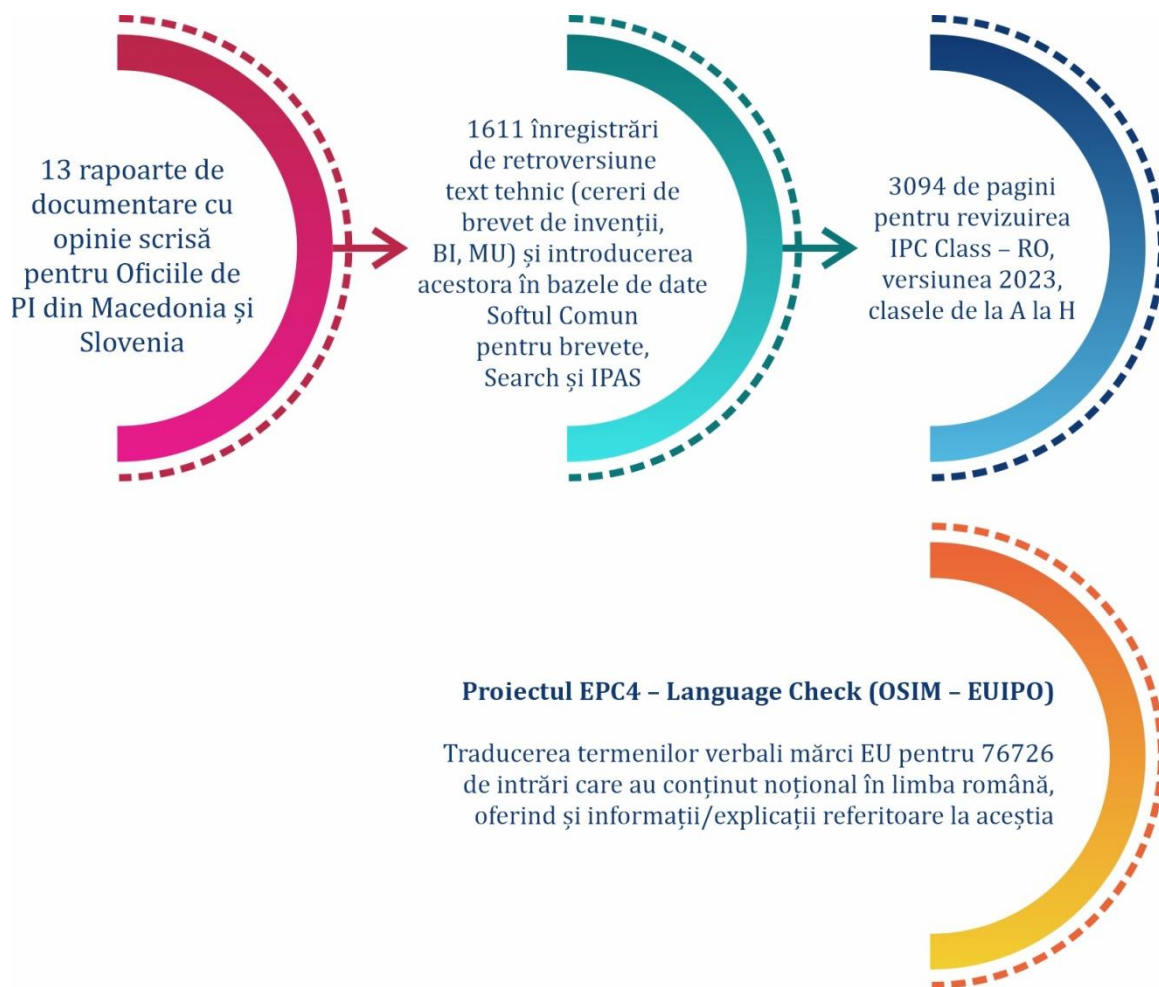 13 rapoarte de
documentare cu
opinie scrisă
pentru Oficiile de
PI din Macedonia și
Slovenia
1611 înregistrări
de retroversiune
text tehnic (cereri de
brevet de invenții,
BI, MU) și introducerea
acestora în bazele de date
Softul Comun
pentru brevete,
Search și IPAS
3094 de pagini
pentru revizuirea
IPC Class – RO,
versiunea 2023,
clasele de la A la H
Proiectul EPC4 – Language Check (OSIM – EUIPO)
Traducerea termenilor verbali mărci EU pentru 76726
de intrări care au conținut noțional în limba română,
oferind și informații/explicații referitoare la aceștia